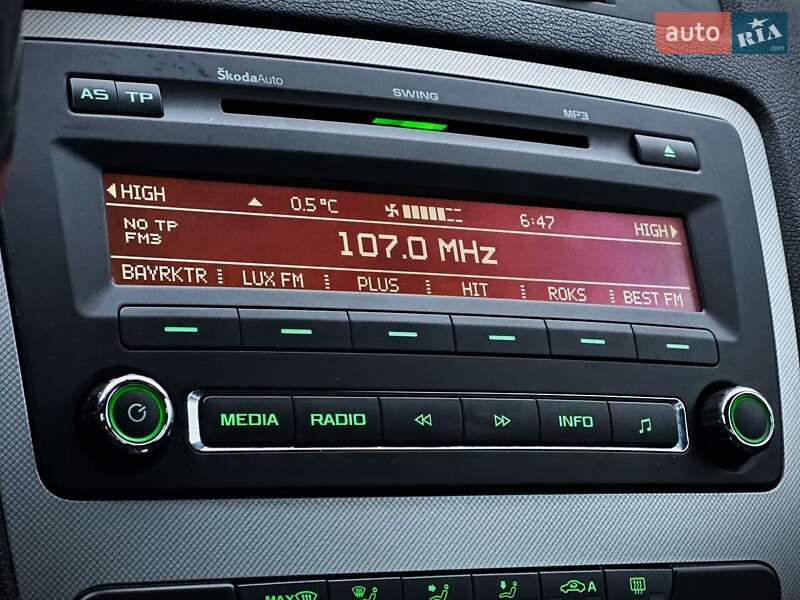 auto RIA .com
ŠkodaAuto
SWING
MP3
AS TP
HIGH 0.5°C 6:47 HIGH
NO TP
FM3
107.0 MHz
BAYRKTR LUX FM PLUS HIT ROKS BEST FM
MEDIA RADIO INFO
MAX A